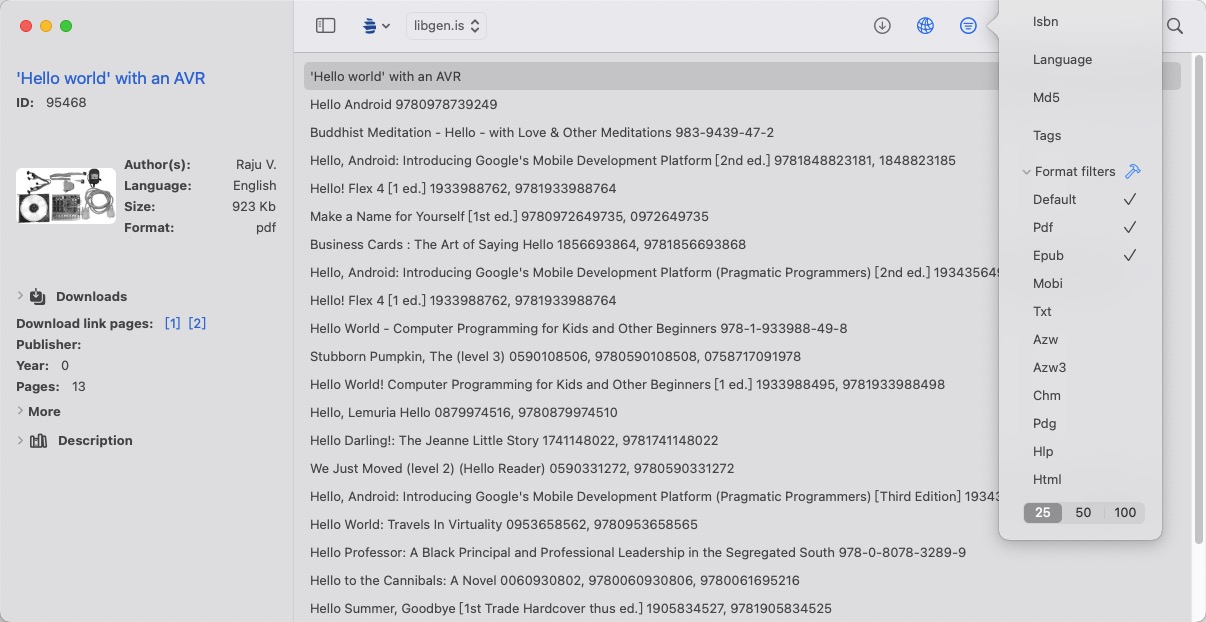 libgen.is
'Hello world' with an AVR
ID: 95468
Author(s): Raju V.
Language: English
Size: 923 Kb
Format: pdf
Downloads
Download link pages: [1] [2]
Publisher:
Year: 0
Pages: 13
More
Description
'Hello world' with an AVR
Hello Android 9780978739249
Buddhist Meditation - Hello - with Love & Other Meditations 983-9439-47-2
Hello, Android: Introducing Google's Mobile Development Platform [2nd ed.] 9781848823181, 1848823185
Hello! Flex 4 [1 ed.] 1933988762, 9781933988764
Make a Name for Yourself [1st ed.] 9780972649735, 0972649735
Business Cards : The Art of Saying Hello 1856693864, 9781856693868
Hello, Android: Introducing Google's Mobile Development Platform (Pragmatic Programmers) [2nd ed.] 193435649
Hello! Flex 4 [1 ed.] 1933988762, 9781933988764
Hello World - Computer Programming for Kids and Other Beginners 978-1-933988-49-8
Stubborn Pumpkin, The (level 3) 0590108506, 9780590108508, 0758717091978
Hello World! Computer Programming for Kids and Other Beginners [1 ed.] 1933988495, 9781933988498
Hello, Lemuria Hello 0879974516, 9780879974510
Hello Darling!: The Jeanne Little Story 1741148022, 9781741148022
We Just Moved (level 2) (Hello Reader) 0590331272, 9780590331272
Hello, Android: Introducing Google's Mobile Development Platform (Pragmatic Programmers) [Third Edition] 19343
Hello World: Travels In Virtuality 0953658562, 9780953658565
Hello Professor: A Black Principal and Professional Leadership in the Segregated South 978-0-8078-3289-9
Hello to the Cannibals: A Novel 0060930802, 9780060930806, 9780061695216
Hello Summer, Goodbye [1st Trade Hardcover thus ed.] 1905834527, 9781905834525
Isbn
Language
Md5
Tags
Format filters
Default
Pdf
Epub
Mobi
Txt
Azw
Azw3
Chm
Pdg
Hlp
Html
25 50 100